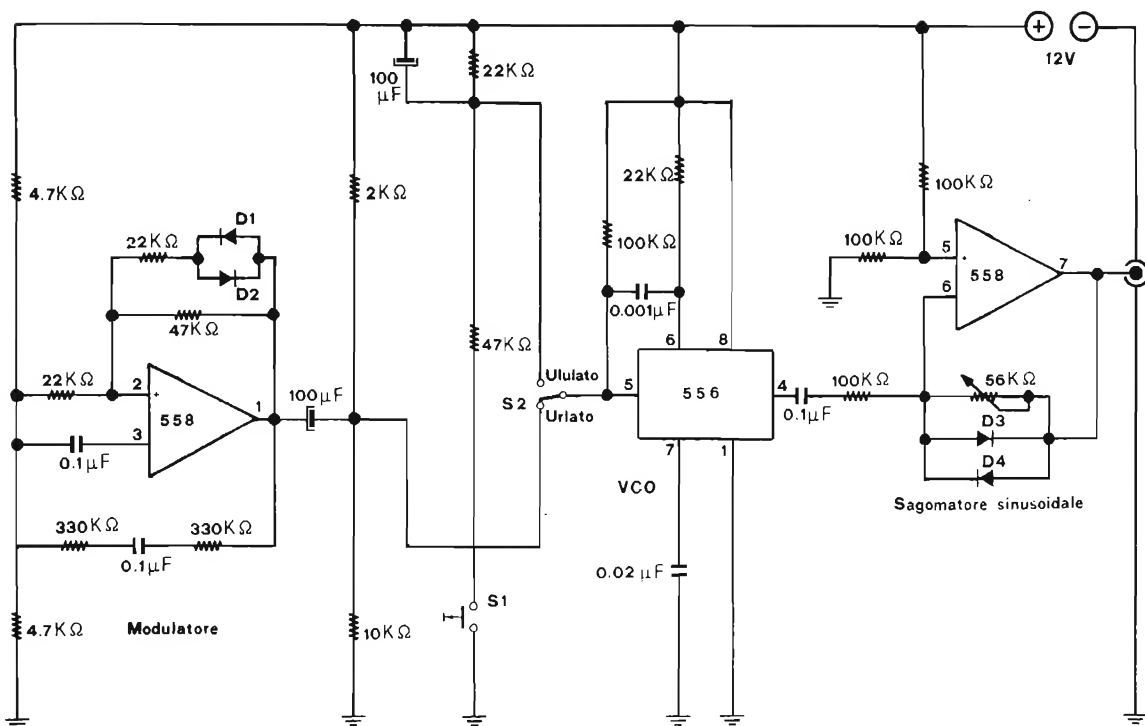 + −
12V
100 μF
22KΩ
4.7KΩ
2KΩ
22KΩ
100KΩ
D1
22KΩ
100KΩ
100KΩ
5
+
7
558
6
D2
0.001μF
47KΩ
47KΩ
6 8
Ululato
22KΩ
2
+
100μF
5
556
4
100KΩ
56KΩ
558
1
S2
Urlato
0.1μF
D3
3
7 1
0.1μF
D4
VCO
Sagomatore sinusoidale
330KΩ
330KΩ
0.1μF
0.02 μF
S1
4.7KΩ
Modulatore
10KΩ